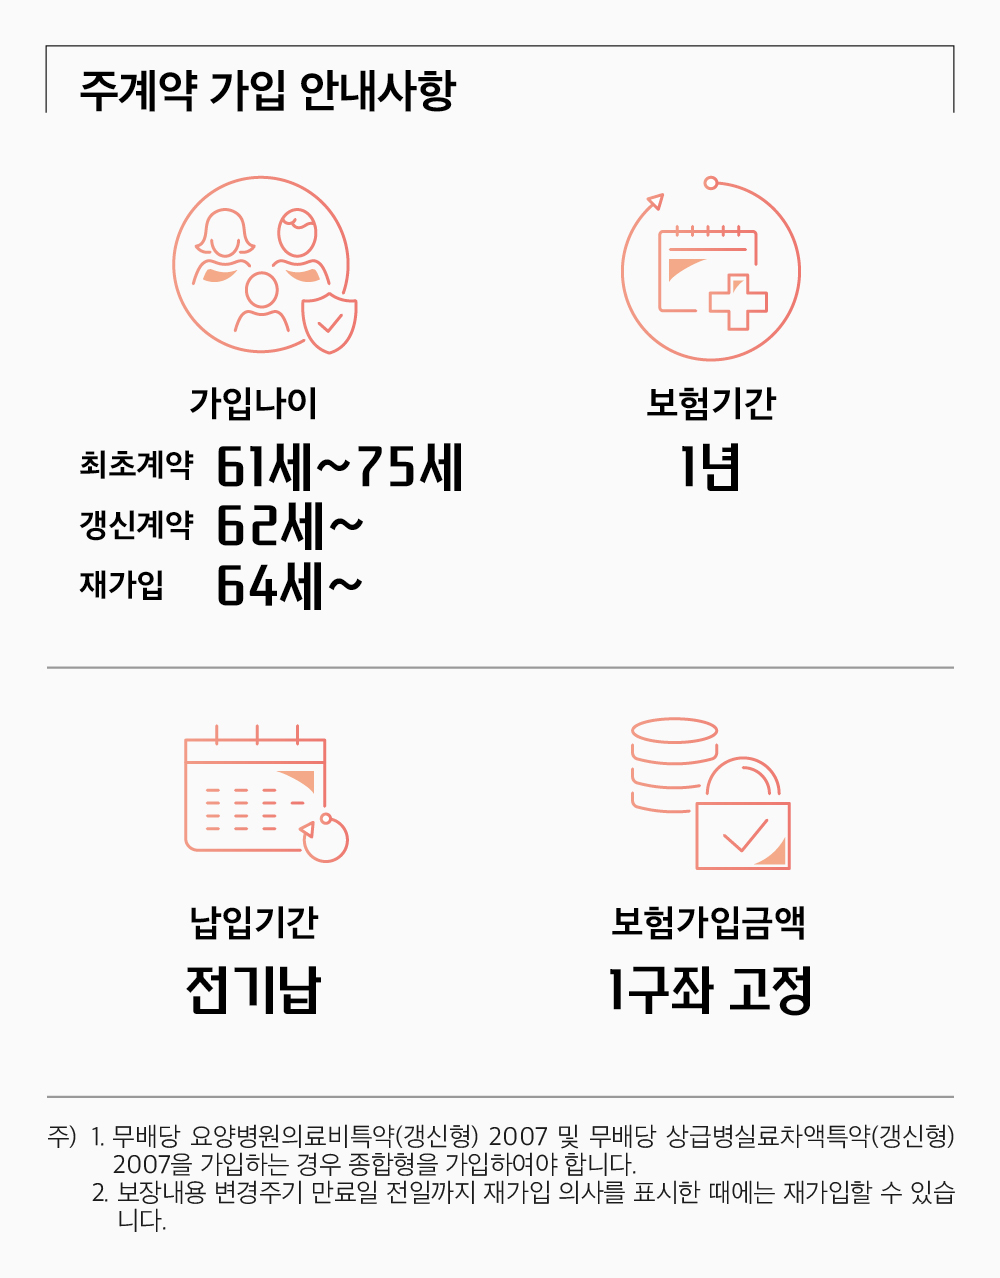 주계약 가입 안내사항
가입나이
최초계약 61세~75세
갱신계약 62세~
재가입 64세~
보험기간
1년
납입기간
전기납
보험가입금액
1구좌 고정
주) 1. 무배당 요양병원의료비특약(갱신형) 2007 및 무배당 상급병실료차액특약(갱신형)
2007을 가입하는 경우 종합형을 가입하여야 합니다.
2. 보장내용 변경주기 만료일 전일까지 재가입 의사를 표시한 때에는 재가입할 수 있습
니다.